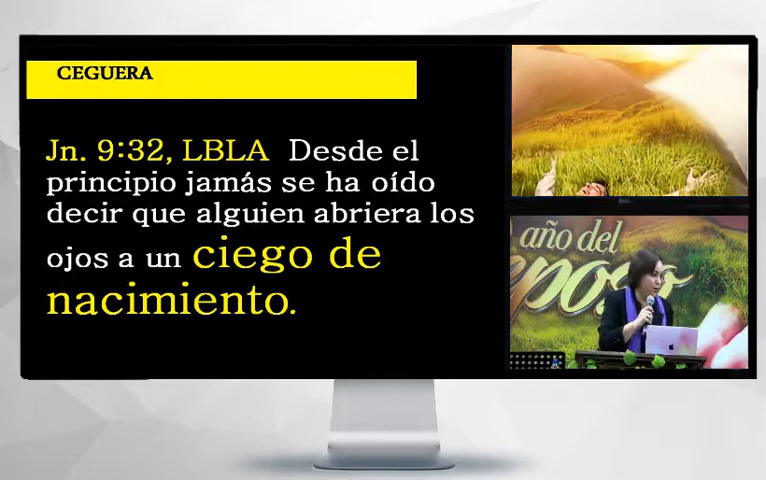 CEGUERA
Jn. 9:32, LBLA Desde el
principio jamás se ha oído
decir que alguien abriera los
ojos a un ciego de
nacimiento.
año del